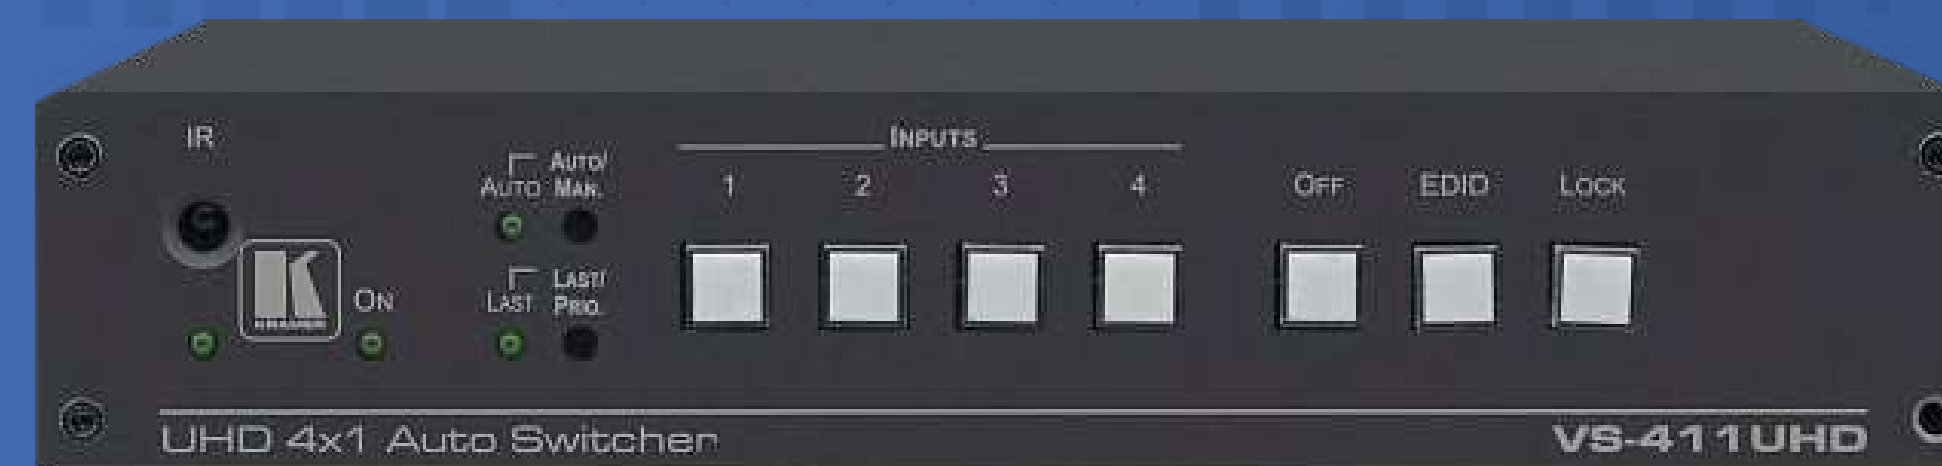 IR
INPUTS
AUTO/
AUTO MAN.
1 2 3 4 OFF EDID LOCK
LAST/
LAST PRIO.
ON
KRAMER
UHD 4x1 Auto Switcher VS-411UHD